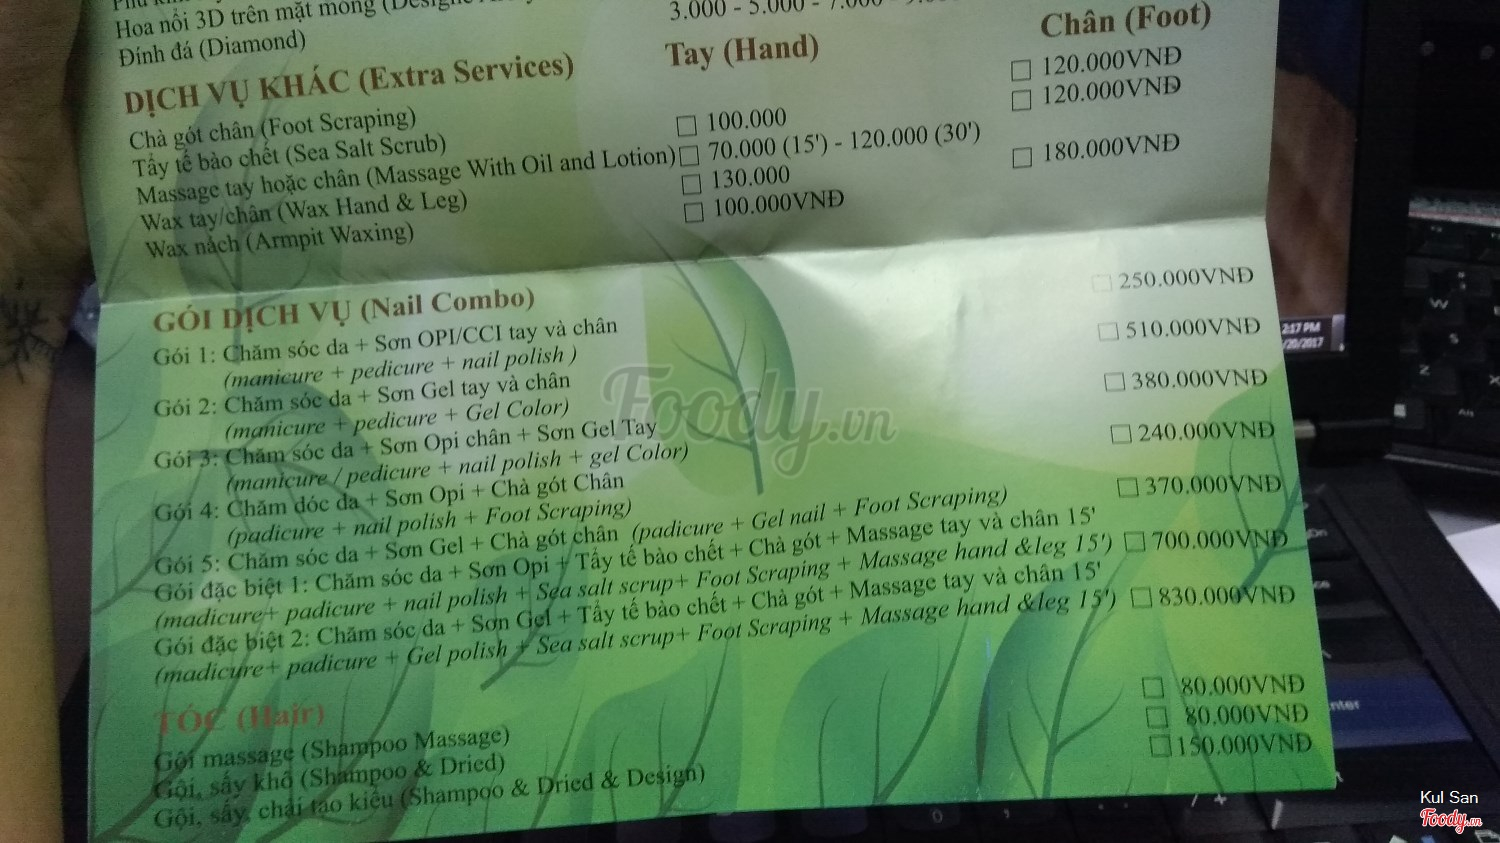 Hoa nổi 3D trên mặt móng
3.000 - 5.000 - 7.000
Đính đá (Diamond)
DỊCH VỤ KHÁC (Extra Services) Tay (Hand) Chân (Foot)
Chà gót chân (Foot Scraping) 120.000VNĐ
Tẩy tế bào chết (Sea Salt Scrub) 100.000 120.000VNĐ
Massage tay hoặc chân (Massage With Oil and Lotion) 70.000 (15') - 120.000 (30')
Wax tay/chân (Wax Hand & Leg) 130.000 180.000VNĐ
Wax nách (Armpit Waxing) 100.000VNĐ
GÓI DỊCH VỤ (Nail Combo)
Gói 1: Chăm sóc da + Sơn OPI/CCI tay và chân 250.000VNĐ
(manicure + pedicure + nail polish )
Gói 2: Chăm sóc da + Sơn Gel tay và chân 510.000VNĐ
(manicure + pedicure + Gel Color)
Gói 3: Chăm sóc da + Sơn Opi chân + Sơn Gel Tay 380.000VNĐ
(manicure / pedicure + nail polish + gel Color)
Gói 4: Chăm dóc da + Sơn Opi + Chà gót Chân 240.000VNĐ
(padicure + nail polish + Foot Scraping)
Gói 5: Chăm sóc da + Sơn Gel + Chà gót chân (padicure + Gel nail + Foot Scraping) 370.000VNĐ
Gói đặc biệt 1: Chăm sóc da + Sơn Opi + Tẩy tế bào chết + Chà gót + Massage tay và chân 15'
(madicure+ padicure + nail polish + Sea salt scrup+ Foot Scraping + Massage hand &leg 15') 700.000VNĐ
Gói đặc biệt 2: Chăm sóc da + Sơn Gel + Tẩy tế bào chết + Chà gót + Massage tay và chân 15'
(madicure+ padicure + Gel polish + Sea salt scrup+ Foot Scraping + Massage hand &leg 15') 830.000VNĐ
TÓC (Hair)
Gội massage (Shampoo Massage) 80.000VNĐ
Gội, sấy khô (Shampoo & Dried) 80.000VNĐ
Gội, sấy, chải tạo kiểu (Shampoo & Dried & Design) 150.000VNĐ
Foody.vn
2:17 PM
/20/2017
Kul San
Foody.vn